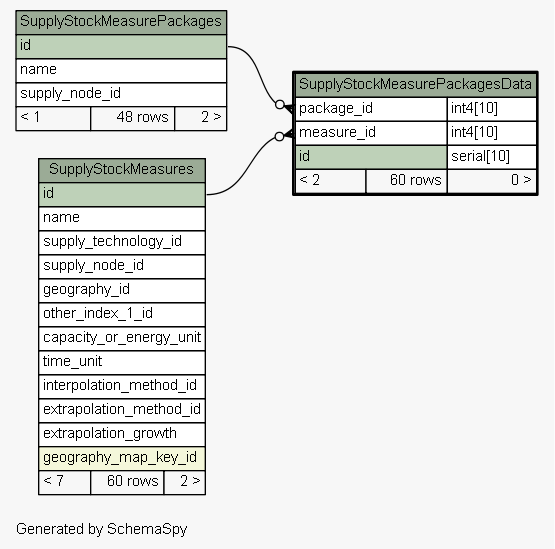 SupplyStockMeasurePackages
id
name
supply_node_id
< 1 48 rows 2 >
SupplyStockMeasurePackagesData
package_id int4[10]
measure_id int4[10]
id serial[10]
< 2 60 rows 0 >
SupplyStockMeasures
id
name
supply_technology_id
supply_node_id
geography_id
other_index_1_id
capacity_or_energy_unit
time_unit
interpolation_method_id
extrapolation_method_id
extrapolation_growth
geography_map_key_id
< 7 60 rows 2 >
Generated by SchemaSpy